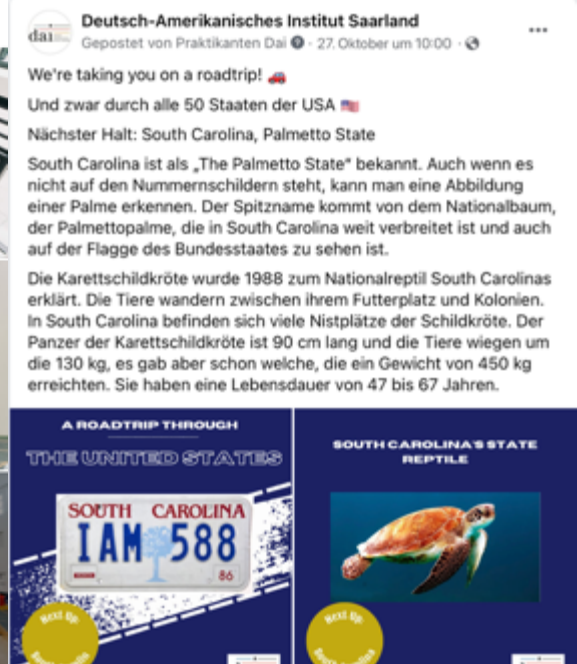 dai
Deutsch-Amerikanisches Institut Saarland
Gepostet von Praktikanten Dai · 27. Oktober um 10:00 ·
We're taking you on a roadtrip! 🚗
Und zwar durch alle 50 Staaten der USA 🇺🇸
Nächster Halt: South Carolina, Palmetto State
South Carolina ist als „The Palmetto State" bekannt. Auch wenn es
nicht auf den Nummernschildern steht, kann man eine Abbildung
einer Palme erkennen. Der Spitzname kommt von dem Nationalbaum,
der Palmettopalme, die in South Carolina weit verbreitet ist und auch
auf der Flagge des Bundesstaates zu sehen ist.
Die Karettschildkröte wurde 1988 zum Nationalreptil South Carolinas
erklärt. Die Tiere wandern zwischen ihrem Futterplatz und Kolonien.
In South Carolina befinden sich viele Nistplätze der Schildkröte. Der
Panzer der Karettschildkröte ist 90 cm lang und die Tiere wiegen um
die 130 kg, es gab aber schon welche, die ein Gewicht von 450 kg
erreichten. Sie haben eine Lebensdauer von 47 bis 67 Jahren.
A ROADTRIP THROUGH
THE UNITED STATES
SOUTH CAROLINA
IAM 588
86
Next Up:
SOUTH CAROLINA'S STATE
REPTILE
Next Up: